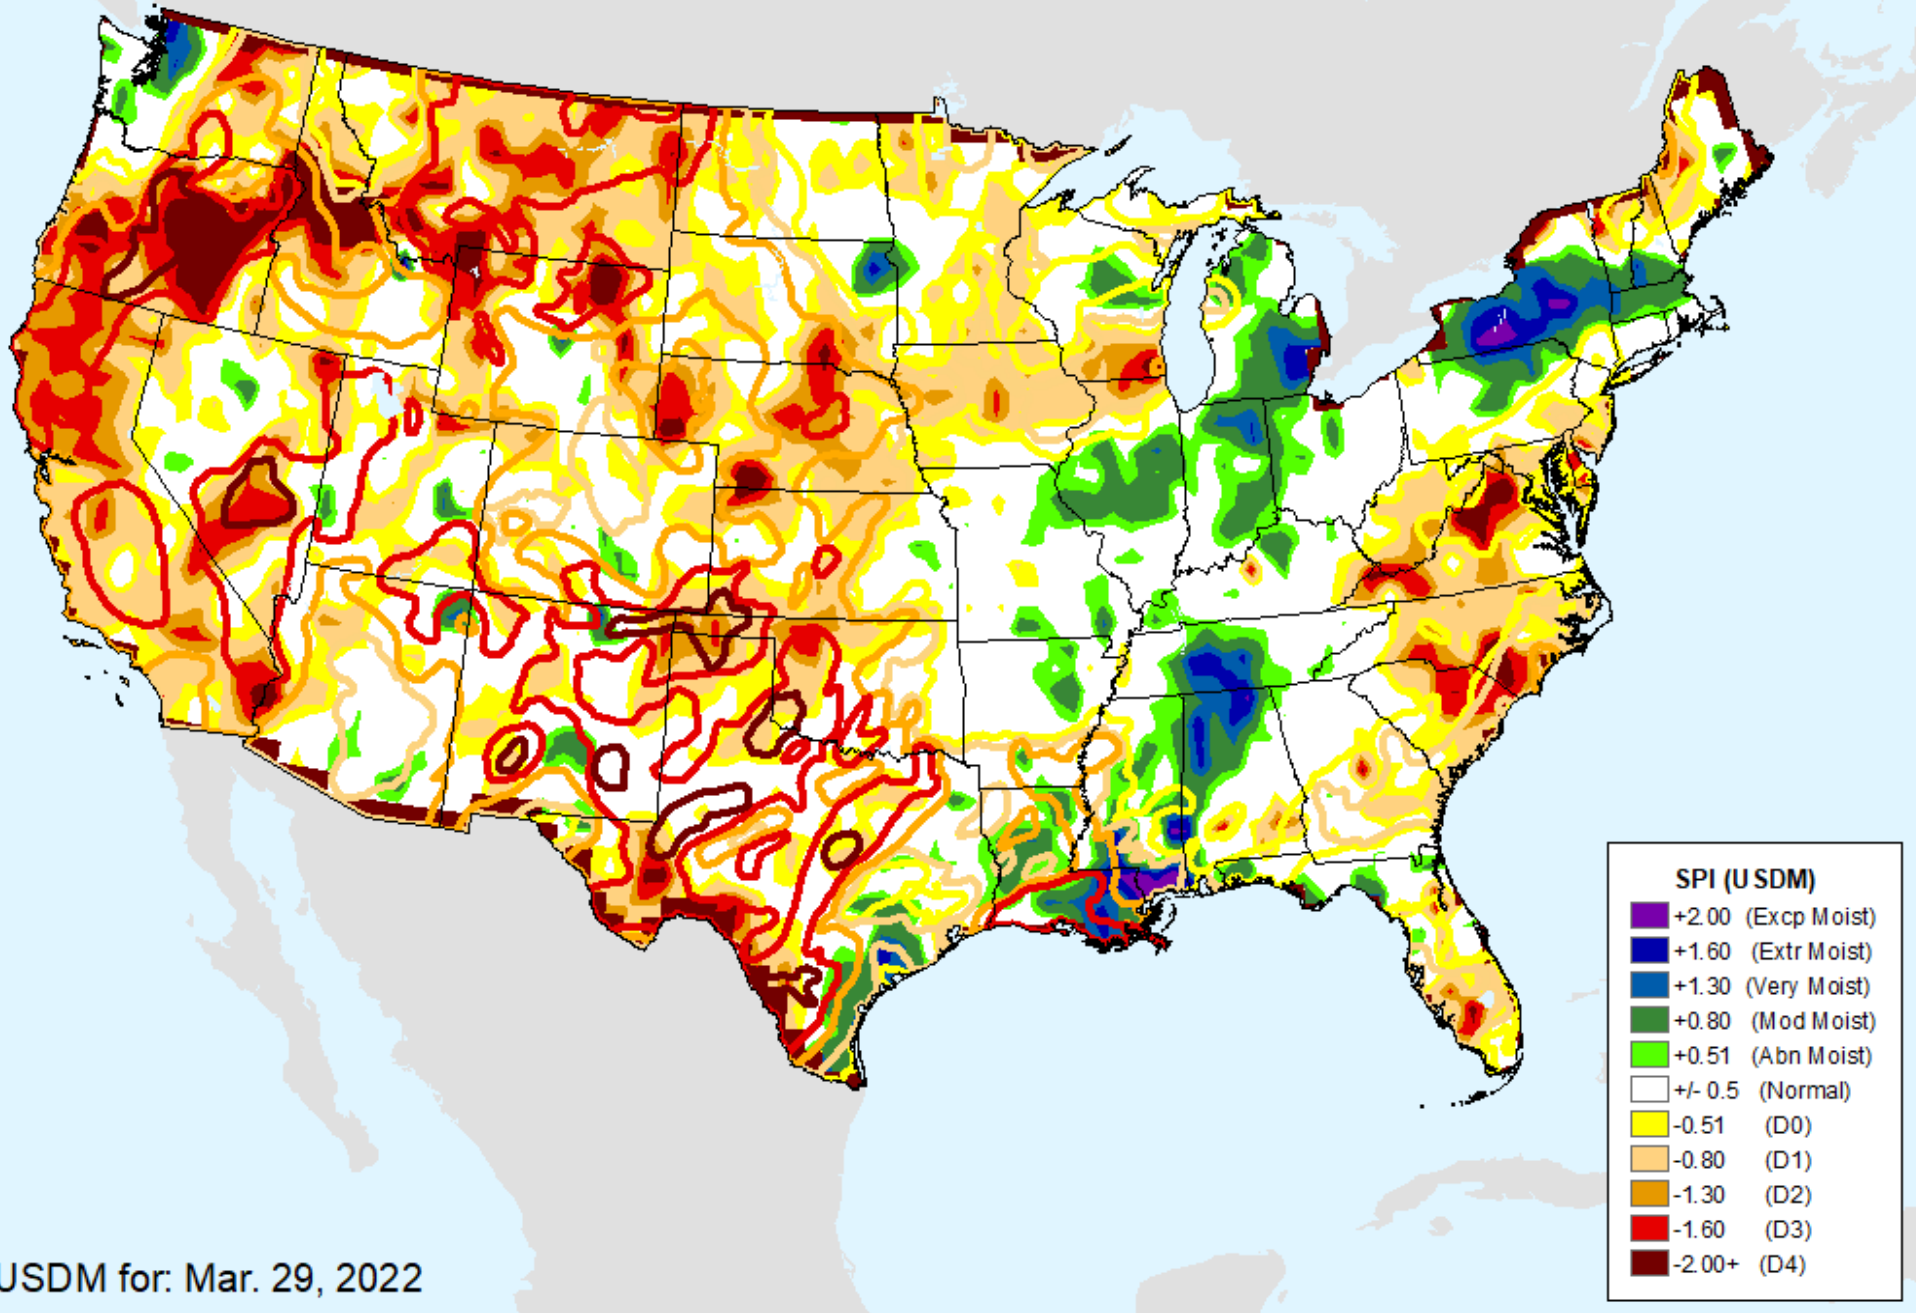 SPI (USDM)
+2.00 (Excp Moist)
+1.60 (Extr Moist)
+1.30 (Very Moist)
+0.80 (Mod Moist)
+0.51 (Abn Moist)
+/- 0.5 (Normal)
-0.51 (D0)
-0.80 (D1)
-1.30 (D2)
-1.60 (D3)
-2.00+ (D4)
USDM for: Mar. 29, 2022